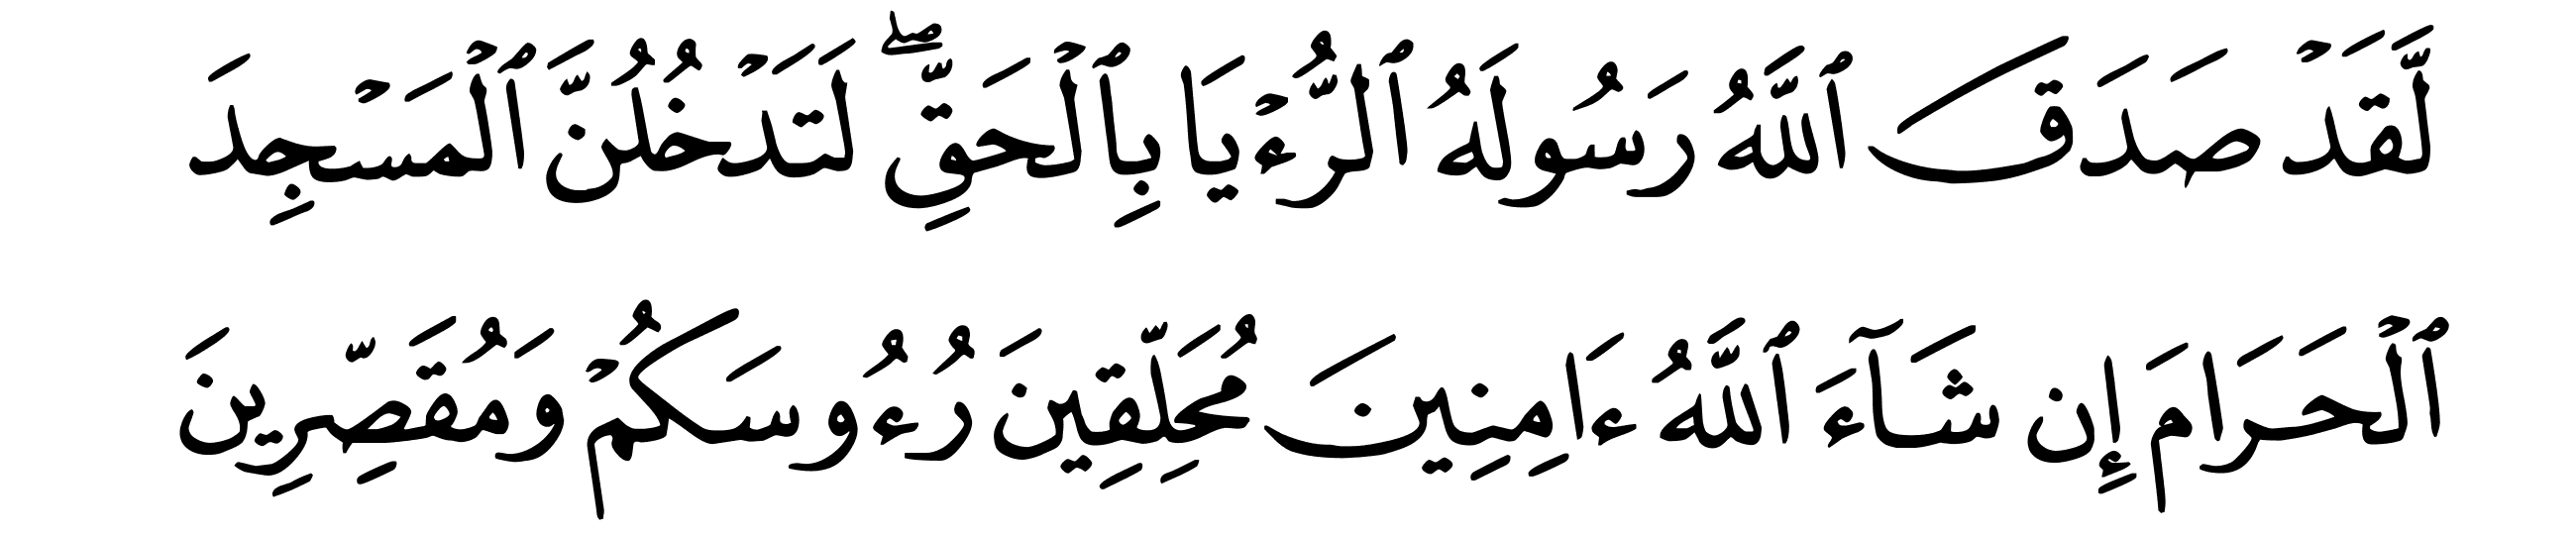 لَّقَدۡ صَدَقَ ٱللَّهُ رَسُولَهُ ٱلرُّءۡيَا بِٱلۡحَقِّۖ لَتَدۡخُلُنَّ ٱلۡمَسۡجِدَ
ٱلۡحَرَامَ إِن شَآءَ ٱللَّهُ ءَامِنِينَ مُحَلِّقِينَ رُءُوسَكُمۡ وَمُقَصِّرِينَ